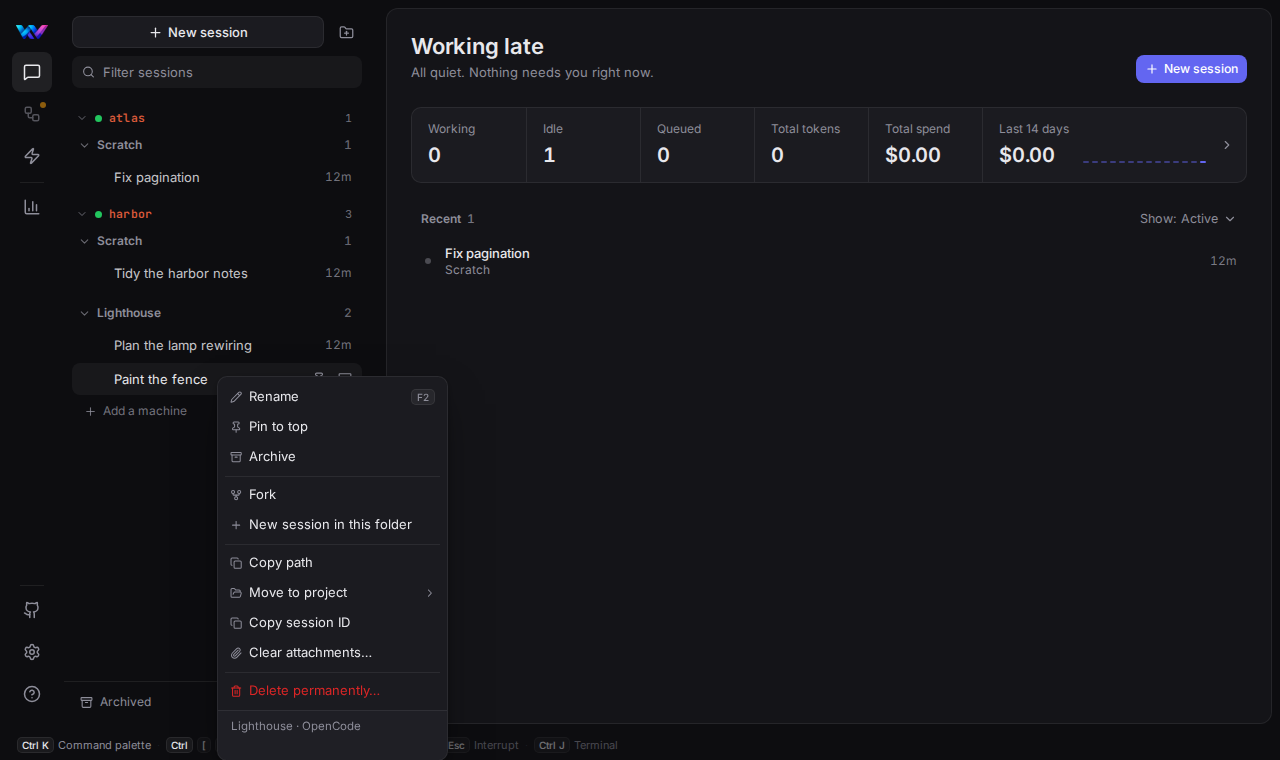 New session
Filter sessions
atlas 1
Scratch 1
Fix pagination 12m
harbor 3
Scratch 1
Tidy the harbor notes 12m
Lighthouse 2
Plan the lamp rewiring 12m
Paint the fence
Add a machine
Archived
Rename F2
Pin to top
Archive
Fork
New session in this folder
Copy path
Move to project
Copy session ID
Clear attachments...
Delete permanently...
Lighthouse · OpenCode
Working late
All quiet. Nothing needs you right now.
New session
Working Idle Queued Total tokens Total spend Last 14 days
0 1 0 0 $0.00 $0.00
Recent 1 Show: Active
Fix pagination
Scratch 12m
Ctrl K Command palette Ctrl [ Esc Interrupt Ctrl J Terminal